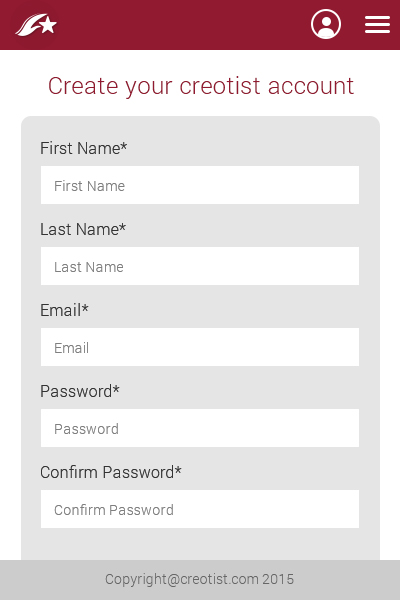 Create your creotist account
First Name*
First Name
Last Name*
Last Name
Email*
Email
Password*
Password
Confirm Password*
Confirm Password
Copyright@creotist.com 2015